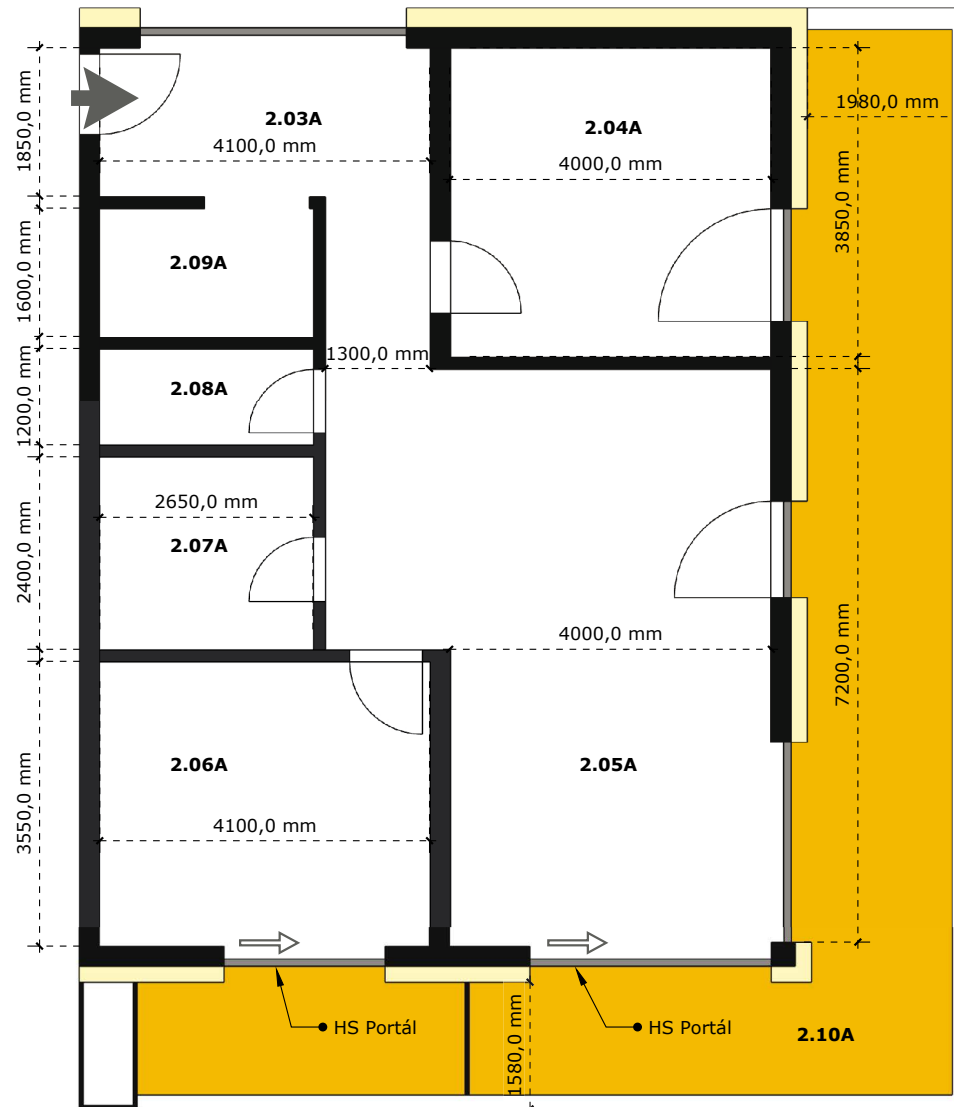 2.03A
4100,0 mm
1850,0 mm
2.04A
4000,0 mm
1980,0 mm
3850,0 mm
2.09A
1600,0 mm
1300,0 mm
2.08A
1200,0 mm
2650,0 mm
2.07A
2400,0 mm
4000,0 mm
7200,0 mm
2.06A
2.05A
4100,0 mm
3550,0 mm
HS Portál
HS Portál
2.10A
1580,0 mm